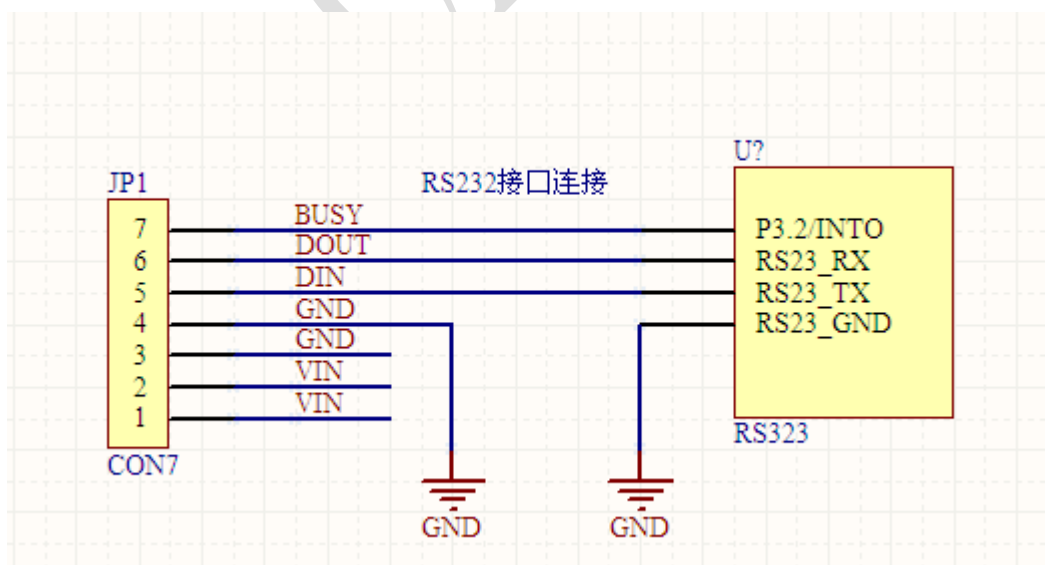 U?
JP1
RS232接口连接
7
BUSY
P3.2/INTO
6
DOUT
RS23_RX
5
DIN
RS23_TX
4
GND
RS23_GND
3
GND
2
VIN
1
VIN
RS323
CON7
GND
GND